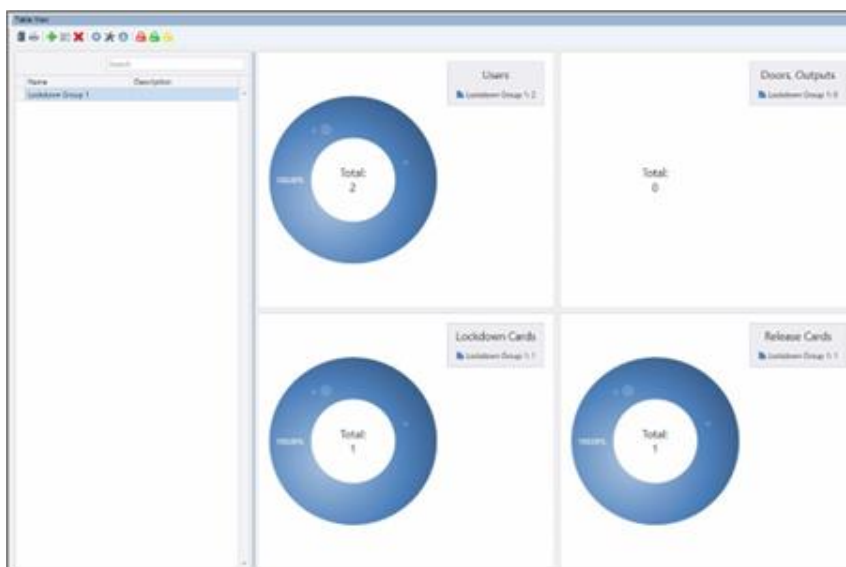 Table View
Search
Name Description
Lockdown Group 1
Users
Lockdown Group 1: 2
100.00%
Total:
2
Doors, Outputs
Lockdown Group 1: 0
Total:
0
Lockdown Cards
Lockdown Group 1: 1
100.00%
Total:
1
Release Cards
Lockdown Group 1: 1
100.00%
Total:
1